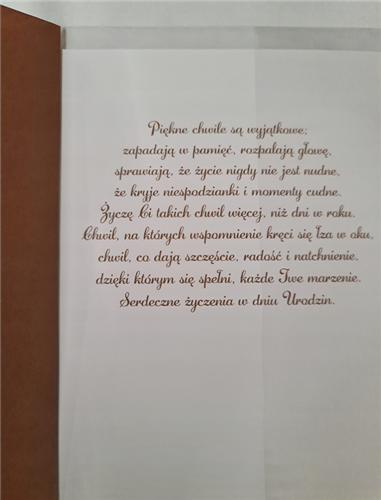 Piękne chwile są wyjątkowe;
zapadają w pamięć, rozpalają głowę,
sprawiają, że życie nigdy nie jest nudne,
że kryje niespodzianki i momenty cudne.
Życzę Ci takich chwil więcej, niż dni w roku.
Chwil, na których wspomnienie kręci się łza w oku,
chwil, co dają szczęście, radość i natchnienie,
dzięki którym się spełni, każde Twe marzenie.
Serdeczne życzenia w dniu Urodzin.